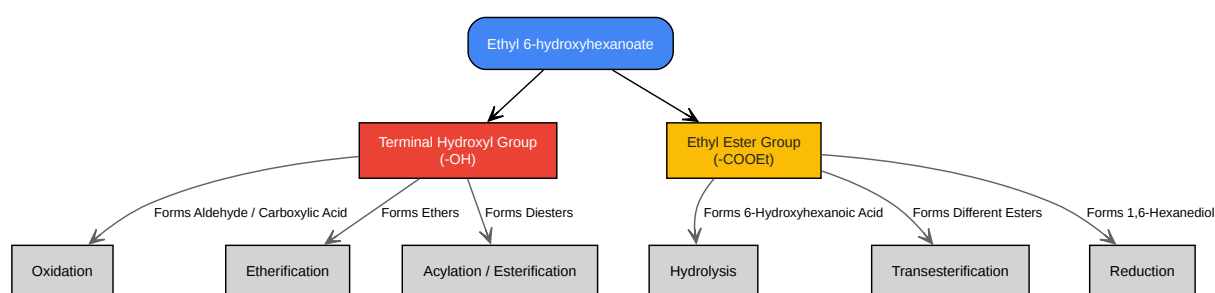 Ethyl 6-hydroxyhexanoate
Terminal Hydroxyl Group
(-OH)
Ethyl Ester Group
(-COOEt)
Forms Aldehyde / Carboxylic Acid
Forms Ethers
Forms Diesters
Forms 6-Hydroxyhexanoic Acid
Forms Different Esters
Forms 1,6-Hexanediol
Oxidation
Etherification
Acylation / Esterification
Hydrolysis
Transesterification
Reduction